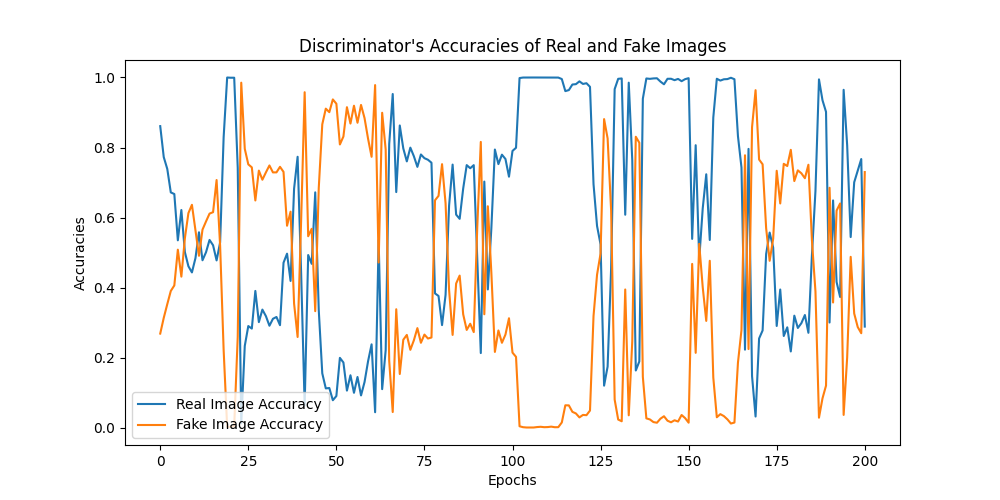 Discriminator's Accuracies of Real and Fake Images
Accuracies
1.0
0.8
0.6
0.4
0.2
0.0
Real Image Accuracy
Fake Image Accuracy
0 25 50 75 100 125 150 175 200
Epochs